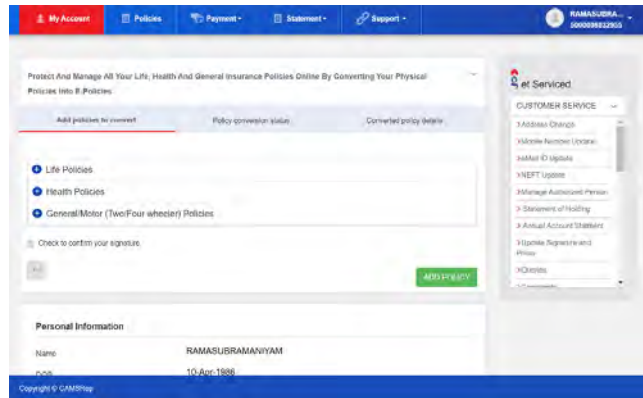 My Account
Policies
Payment
Statement
Support
RAMASUBRA...
Protect And Manage All Your Life, Health And General Insurance Policies Online By Converting Your Physical
Policies Into E-Policies
Add policies to convert
Policy conversion status
Converted policy details
Life Policies
Health Policies
General/Motor (Two/Four wheeler) Policies
Check to confirm your signature
ADD POLICY
Personal Information
Name
RAMASUBRAMANIYAM
DOB
10-Apr-1986
Get Serviced
CUSTOMER SERVICE
Address Change
Mobile Number Update
eMail ID Update
NEFT Update
Manage Authorized Person
Statement of Holding
Annual Account Statement
Update Signature and
Photo
Queries
Complaints
Copyright © CAMSRep